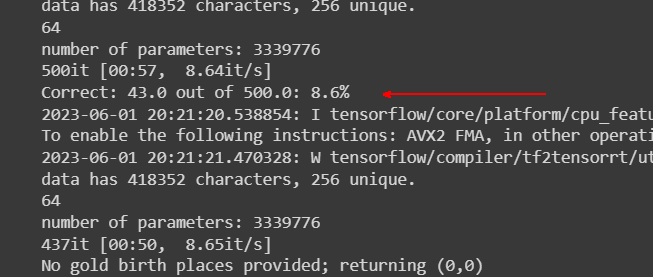 data has 418352 characters, 256 unique.
64
number of parameters: 3339776
500it [00:57,  8.64it/s]
Correct: 43.0 out of 500.0: 8.6%
2023-06-01 20:21:20.538854: I tensorflow/core/platform/cpu_featu
To enable the following instructions: AVX2 FMA, in other operati
2023-06-01 20:21:21.470328: W tensorflow/compiler/tf2tensorrt/ut
data has 418352 characters, 256 unique.
64
number of parameters: 3339776
437it [00:50,  8.65it/s]
No gold birth places provided; returning (0,0)